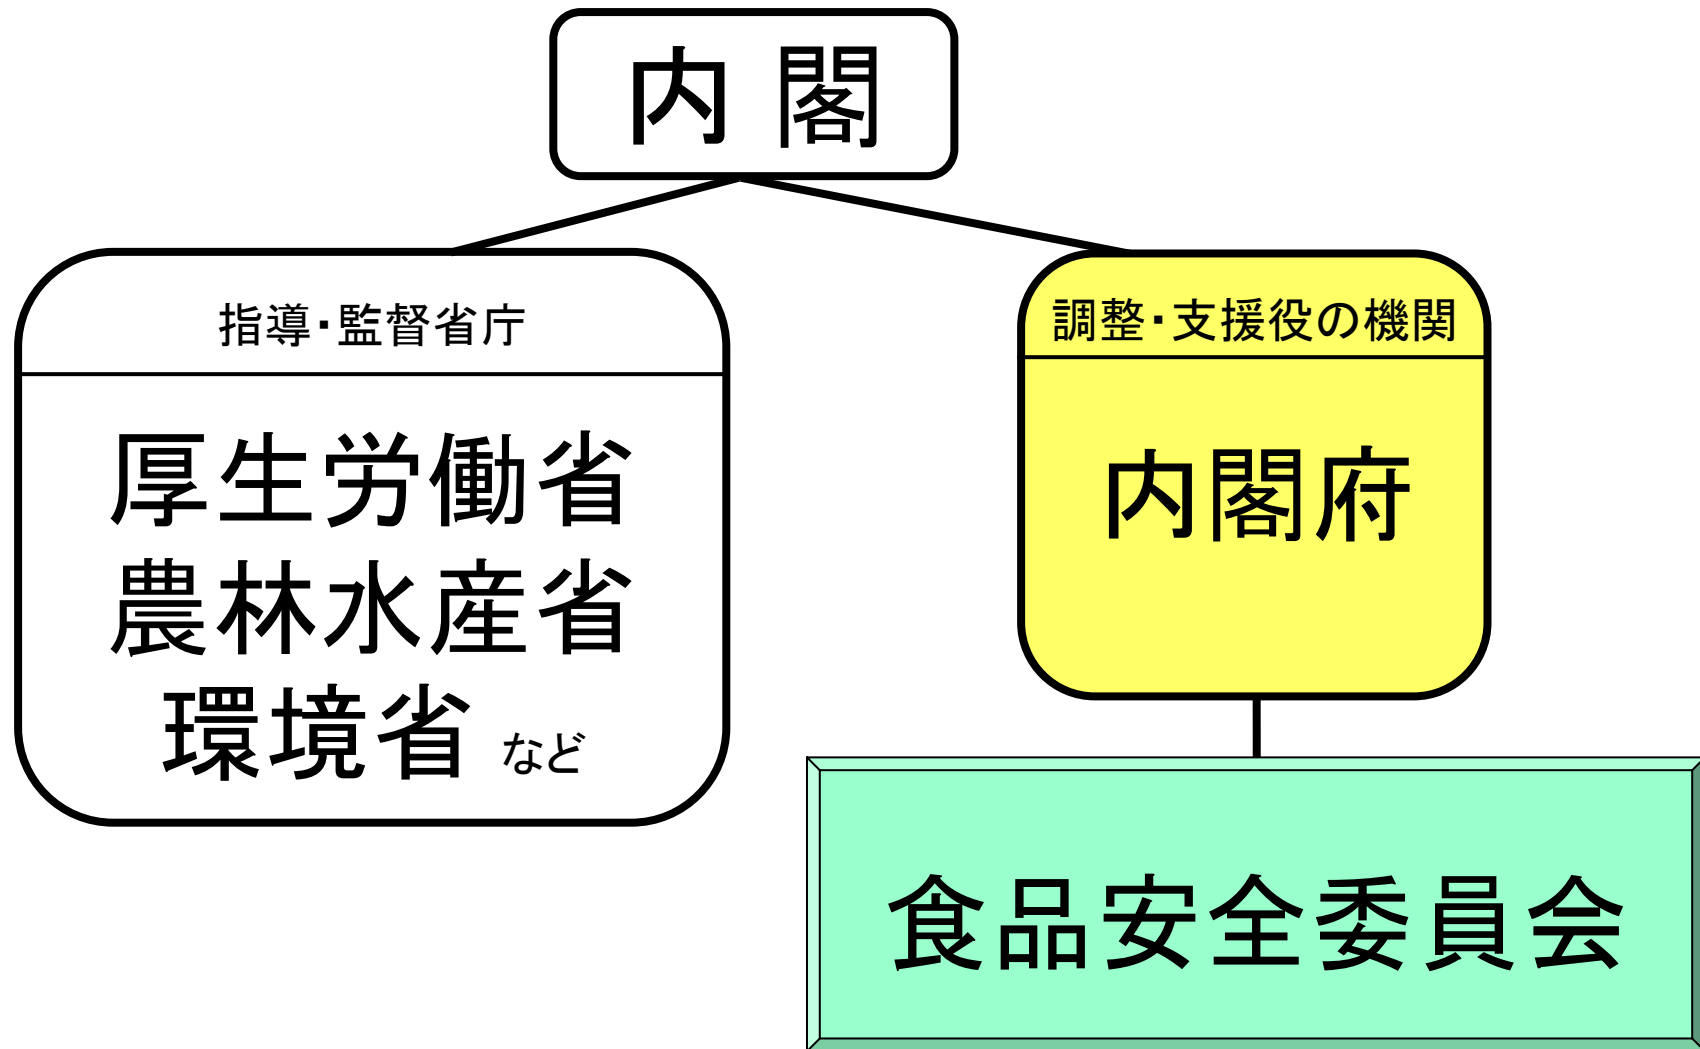 内 閣
指導・監督省庁
厚生労働省
農林水産省
環境省 など
調整・支援役の機関
内閣府
食品安全委員会